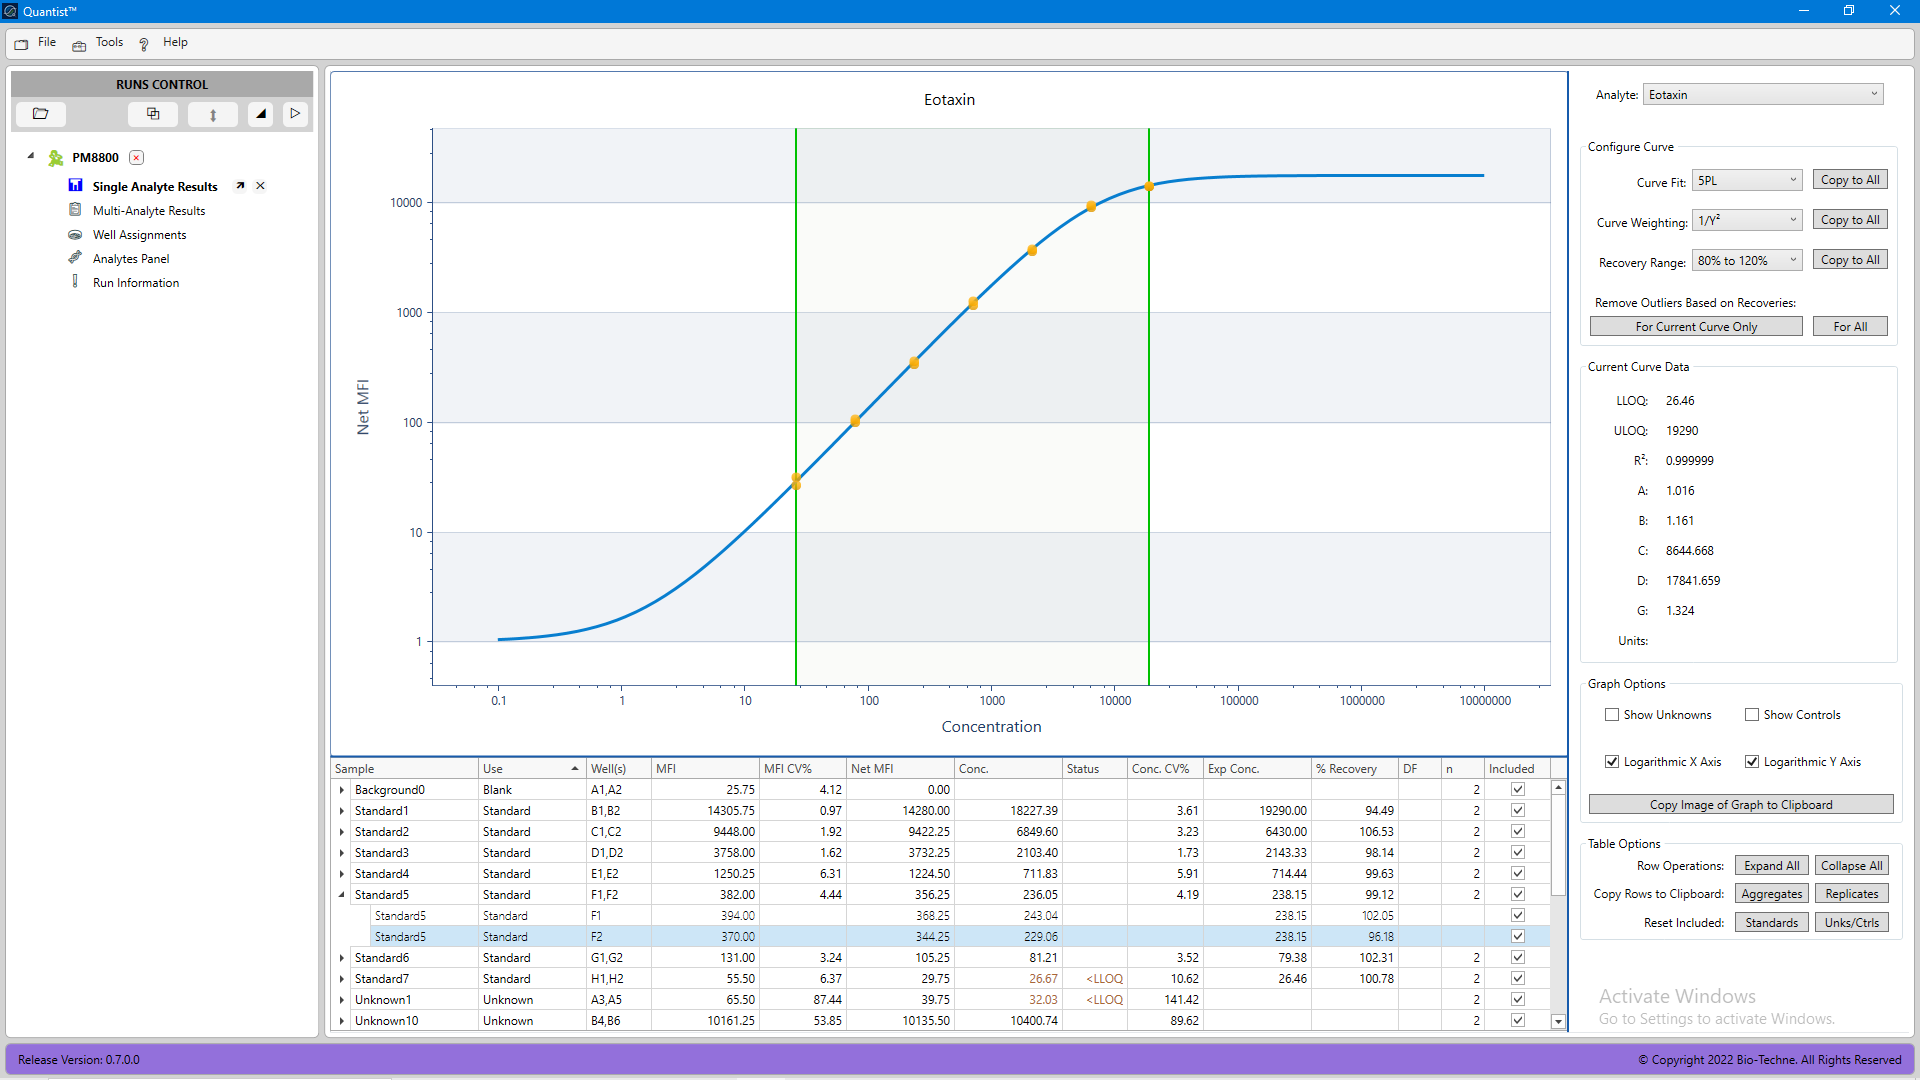 Quantist™
File Tools ? Help
RUNS CONTROL
PM8800
Single Analyte Results
Multi-Analyte Results
Well Assignments
Analytes Panel
Run Information
Eotaxin
Net MFI
10000
1000
100
10
1
0.1 1 10 100 1000 10000 100000 1000000 10000000
Concentration
Sample Use Well(s) MFI MFI CV% Net MFI Conc. Status Conc. CV% Exp Conc. % Recovery DF n Included
Background0 Blank A1,A2 25.75 4.12 0.00 2
Standard1 Standard B1,B2 14305.75 0.97 14280.00 18227.39 3.61 19290.00 94.49 2
Standard2 Standard C1,C2 9448.00 1.92 9422.25 6849.60 3.23 6430.00 106.53 2
Standard3 Standard D1,D2 3758.00 1.62 3732.25 2103.40 1.73 2143.33 98.14 2
Standard4 Standard E1,E2 1250.25 6.31 1224.50 711.83 5.91 714.44 99.63 2
Standard5 Standard F1,F2 382.00 4.44 356.25 236.05 4.19 238.15 99.12 2
Standard5 Standard F1 394.00 368.25 243.04 238.15 102.05
Standard5 Standard F2 370.00 344.25 229.06 238.15 96.18
Standard6 Standard G1,G2 131.00 3.24 105.25 81.21 3.52 79.38 102.31 2
Standard7 Standard H1,H2 55.50 6.37 29.75 26.67 <LLOQ 10.62 26.46 100.78 2
Unknown1 Unknown A3,A5 65.50 87.44 39.75 32.03 <LLOQ 141.42 2
Unknown10 Unknown B4,B6 10161.25 53.85 10135.50 10400.74 89.62 2
Analyte: Eotaxin
Configure Curve
Curve Fit: 5PL Copy to All
Curve Weighting: 1/Y² Copy to All
Recovery Range: 80% to 120% Copy to All
Remove Outliers Based on Recoveries:
For Current Curve Only For All
Current Curve Data
LLOQ: 26.46
ULOQ: 19290
R²: 0.999999
A: 1.016
B: 1.161
C: 8644.668
D: 17841.659
G: 1.324
Units:
Graph Options
Show Unknowns Show Controls
Logarithmic X Axis Logarithmic Y Axis
Copy Image of Graph to Clipboard
Table Options
Row Operations: Expand All Collapse All
Copy Rows to Clipboard: Aggregates Replicates
Reset Included: Standards Unks/Ctrls
Activate Windows
Go to Settings to activate Windows.
Release Version: 0.7.0.0
© Copyright 2022 Bio-Techne. All Rights Reserved